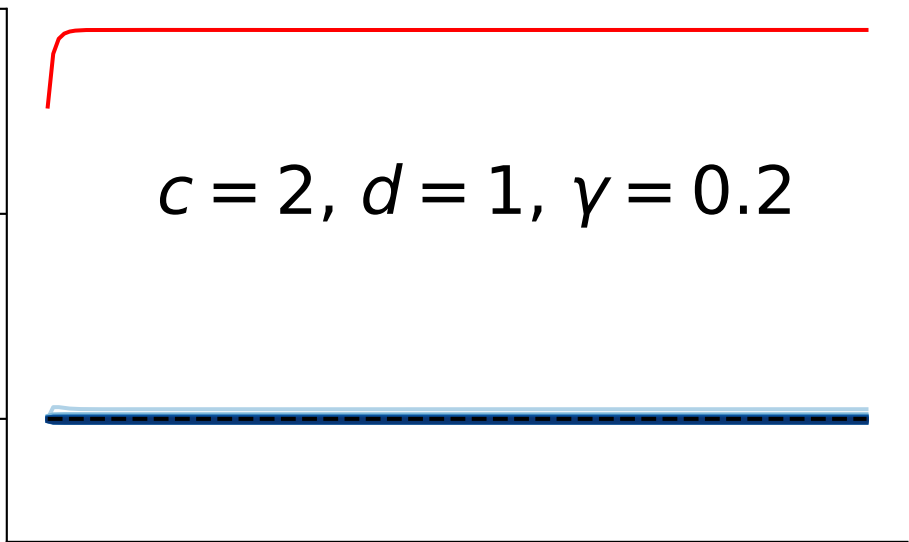 c = 2, d = 1, γ = 0.2